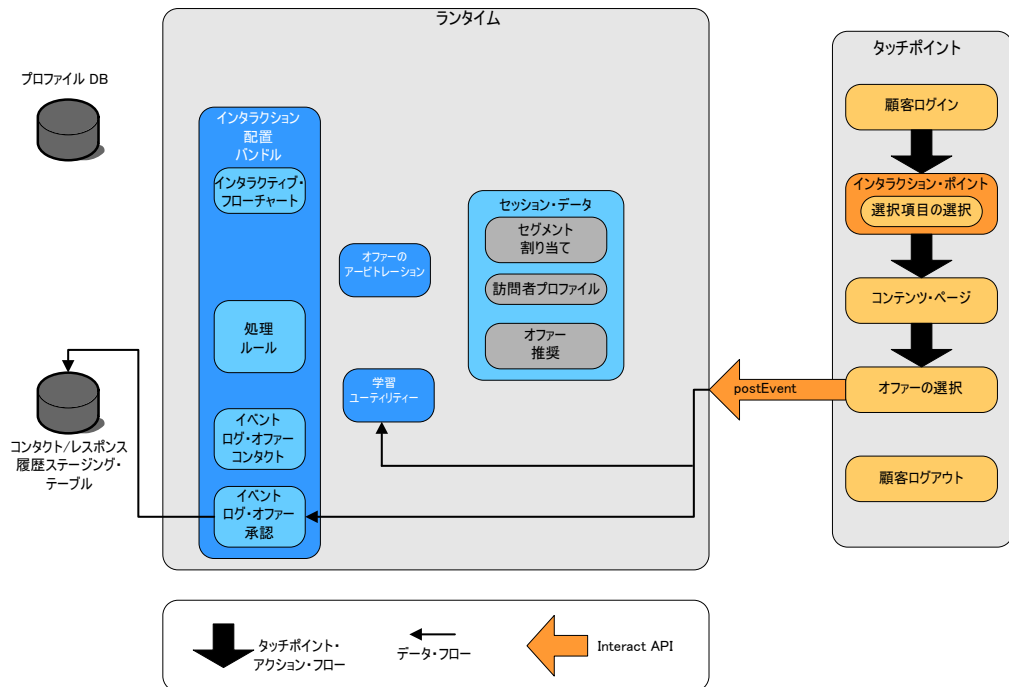 ランタイム
タッチポイント
プロファイル DB
顧客ログイン
インタラクション
配置
バンドル
インタラクティブ・
フローチャート
インタラクション・ポイント
選択項目の選択
セッション・データ
セグメント
割り当て
オファーの
アービトレーション
訪問者プロファイル
コンテンツ・ページ
処理
ルール
オファー
推奨
学習
ユーティリティー
postEvent
オファーの選択
コンタクト/レスポンス
履歴ステージング・
テーブル
イベント
ログ・オファー
コンタクト
顧客ログアウト
イベント
ログ・オファー
承認
タッチポイント・
アクション・フロー
データ・フロー
Interact API